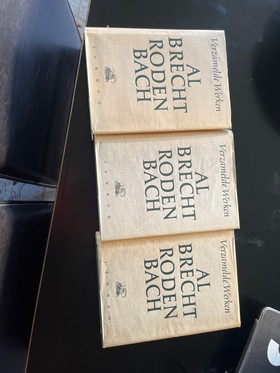 Verzamelde Werken
AL
BRECHT
RODEN
BACH
Verzamelde Werken
AL
BRECHT
RODEN
BACH
Verzamelde Werken
AL
BRECHT
RODEN
BACH